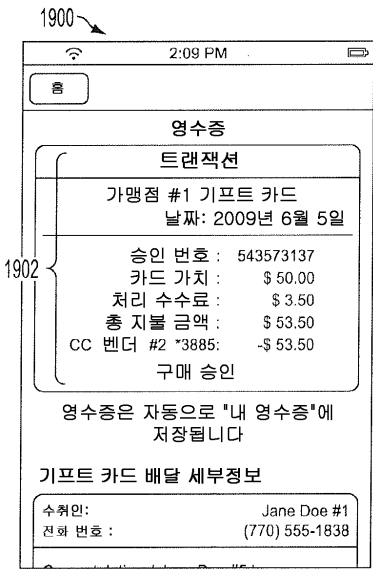 1900
2:09 PM
홈
영수증
트랜잭션
가맹점 #1 기프트 카드
날짜: 2009년 6월 5일
1902
승인 번호 : 543573137
카드 가치 : $ 50.00
처리 수수료 : $ 3.50
총 지불 금액 : $ 53.50
CC 벤더 #2 *3885: -$ 53.50
구매 승인
영수증은 자동으로 "내 영수증"에
저장됩니다
기프트 카드 배달 세부정보
수취인: Jane Doe #1
전화 번호 : (770) 555-1838